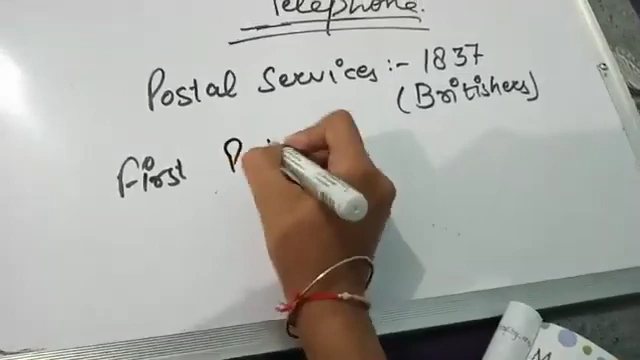 Telephone.
Postal Services :- 1837
(Britishers)
First